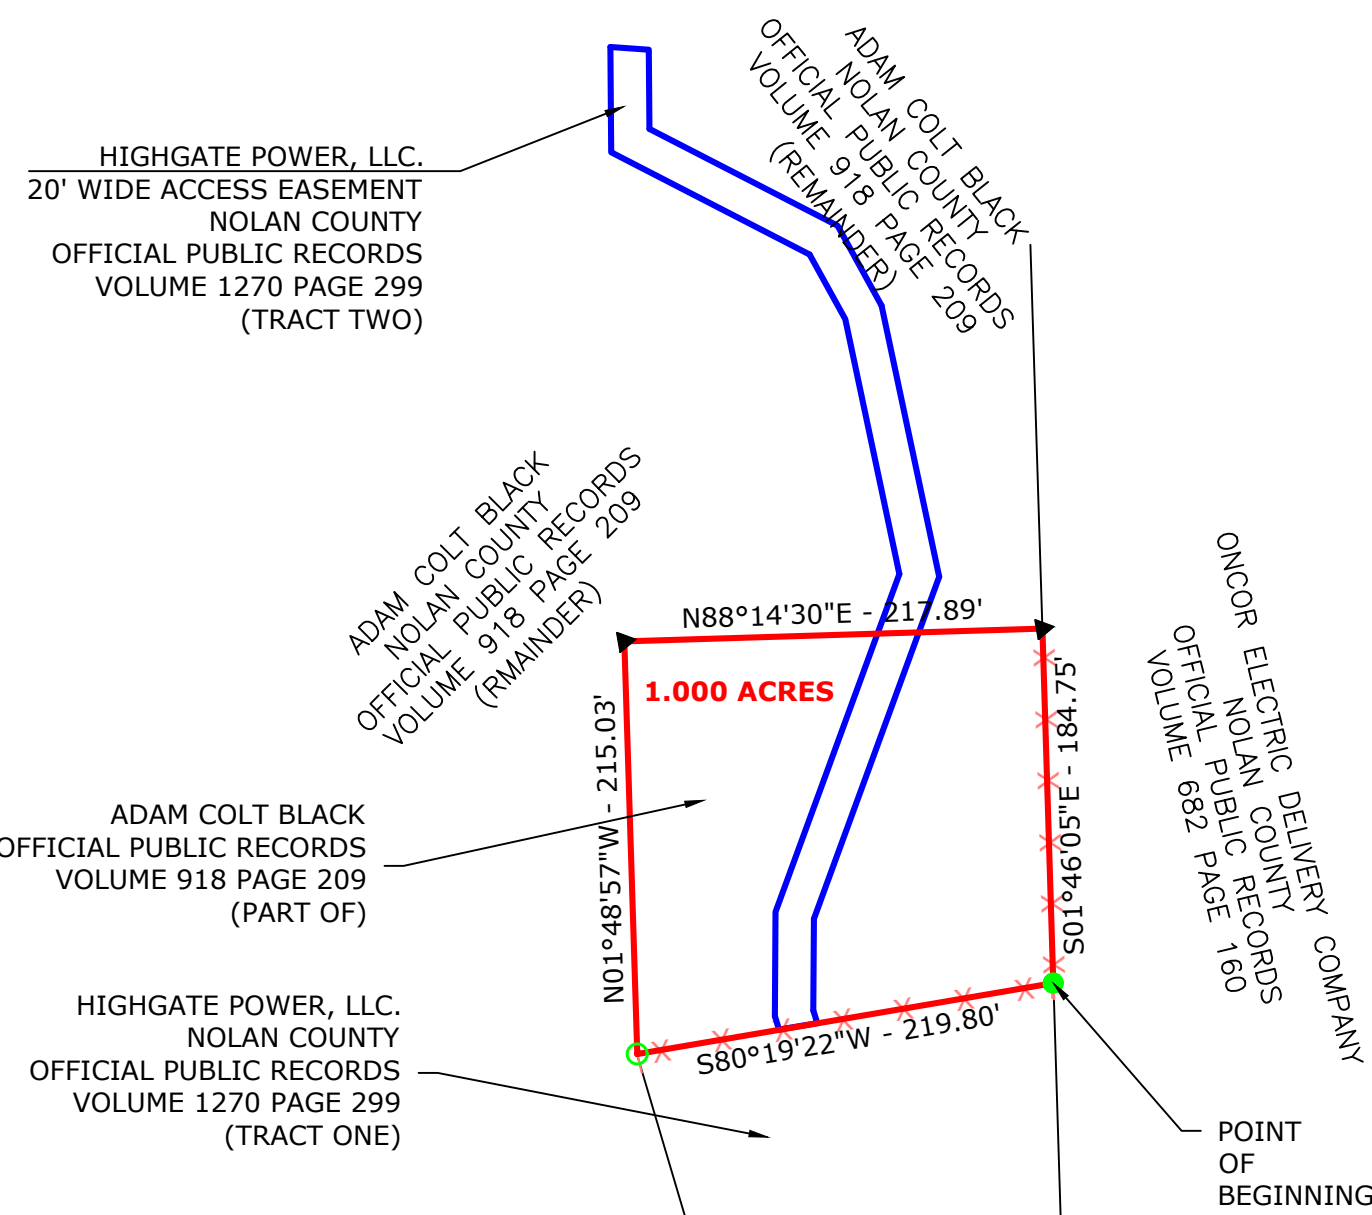 HIGHGATE POWER, LLC.
20' WIDE ACCESS EASEMENT
NOLAN COUNTY
OFFICIAL PUBLIC RECORDS
VOLUME 1270 PAGE 299
(TRACT TWO)
ADAM COLT BLACK
NOLAN COUNTY
OFFICIAL PUBLIC RECORDS
VOLUME 918 PAGE 209
(REMAINDER)
ADAM COLT BLACK
NOLAN COUNTY
OFFICIAL PUBLIC RECORDS
VOLUME 918 PAGE 209
(RMAINDER)
N88°14'30"E - 217.89'
1.000 ACRES
N01°48'57"W - 215.03'
S01°46'05"E - 184.75'
S80°19'22"W - 219.80'
ONCOR ELECTRIC DELIVERY COMPANY
NOLAN COUNTY
OFFICIAL PUBLIC RECORDS
VOLUME 682 PAGE 160
ADAM COLT BLACK
OFFICIAL PUBLIC RECORDS
VOLUME 918 PAGE 209
(PART OF)
HIGHGATE POWER, LLC.
NOLAN COUNTY
OFFICIAL PUBLIC RECORDS
VOLUME 1270 PAGE 299
(TRACT ONE)
POINT
OF
BEGINNING